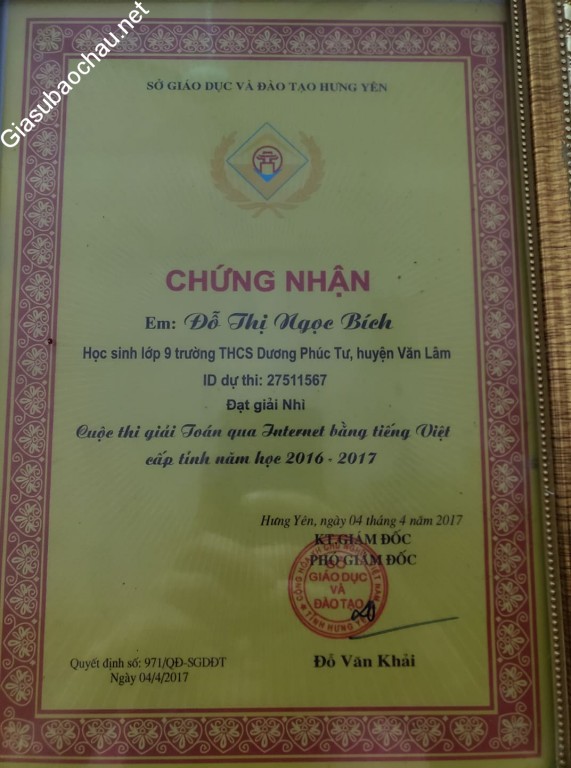 Giasubaochau.net
SỞ GIÁO DỤC VÀ ĐÀO TẠO HƯNG YÊN
CHỨNG NHẬN
Em: Đỗ Thị Ngọc Bích
Học sinh lớp 9 trường THCS Dương Phúc Tư, huyện Văn Lâm
ID dự thi: 27511567
Đạt giải Nhì
Cuộc thi giải Toán qua Internet bằng tiếng Việt
cấp tỉnh năm học 2016 - 2017
Hưng Yên, ngày 04 tháng 4 năm 2017
KT.GIÁM ĐỐC
PHÓ GIÁM ĐỐC
SỞ
GIÁO DỤC
VÀ
ĐÀO TẠO
Đỗ Văn Khải
Quyết định số: 971/QĐ-SGDĐT
Ngày 04/4/2017